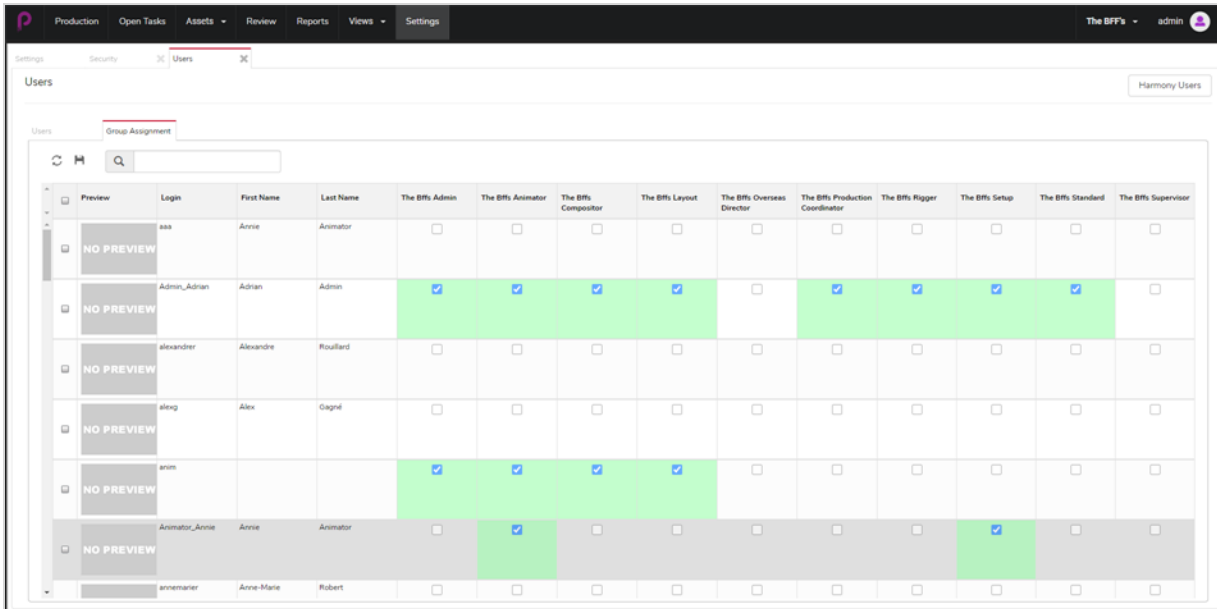 Production Open Tasks Assets Review Reports Views Settings The BFF's admin
Settings Security Users
Users Harmony Users
Users Group Assignment
Preview Login First Name Last Name The Bffs Admin The Bffs Animator The Bffs Compositor The Bffs Layout The Bffs Overseas Director The Bffs Production Coordinator The Bffs Rigger The Bffs Setup The Bffs Standard The Bffs Supervisor
NO PREVIEW aaa Annie Animator
NO PREVIEW Admin_Adrian Adrian Admin
NO PREVIEW alexandrer Alexandre Rouillard
NO PREVIEW alexg Alex Gagné
NO PREVIEW anim
NO PREVIEW Animator_Annie Annie Animator
annemarier Anne-Marie Robert